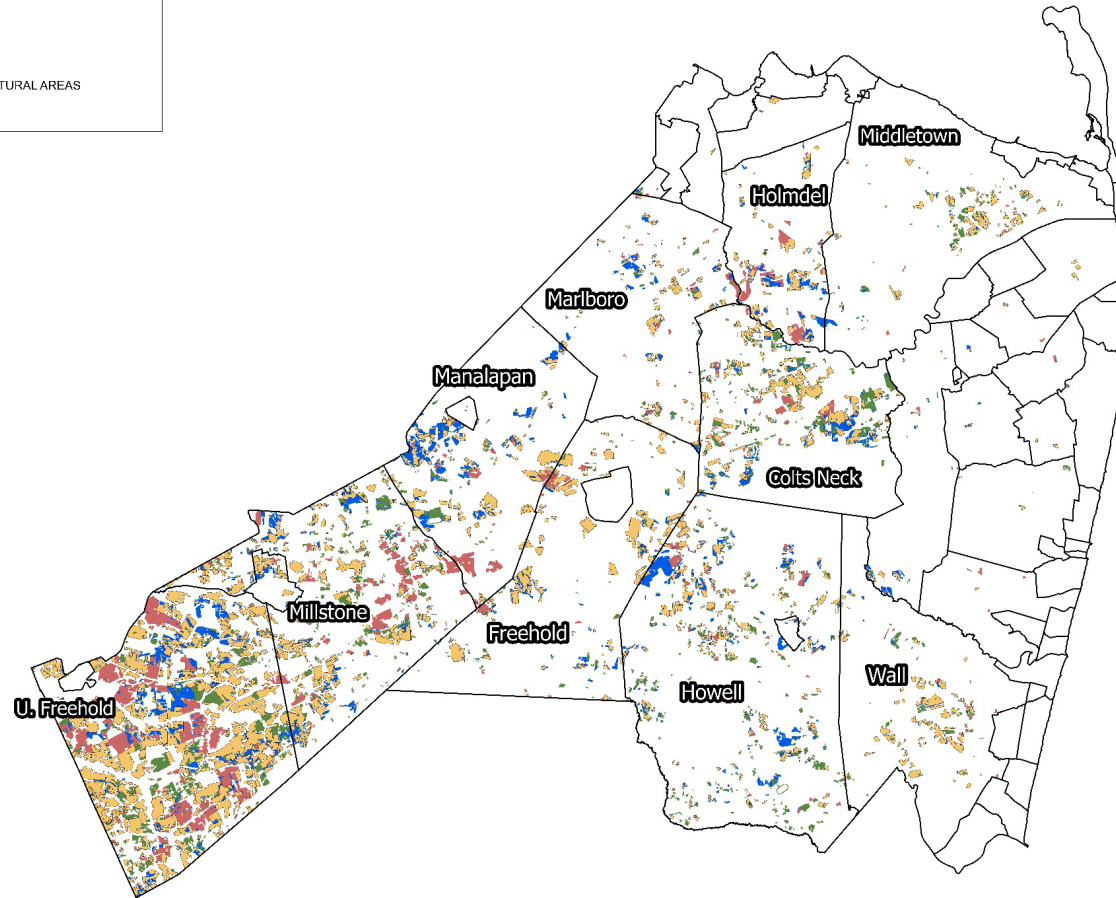 TURAL AREAS
Middletown
Holmdel
Marlboro
Manalapan
Colts Neck
Millstone
Freehold
Wall
Howell
U. Freehold